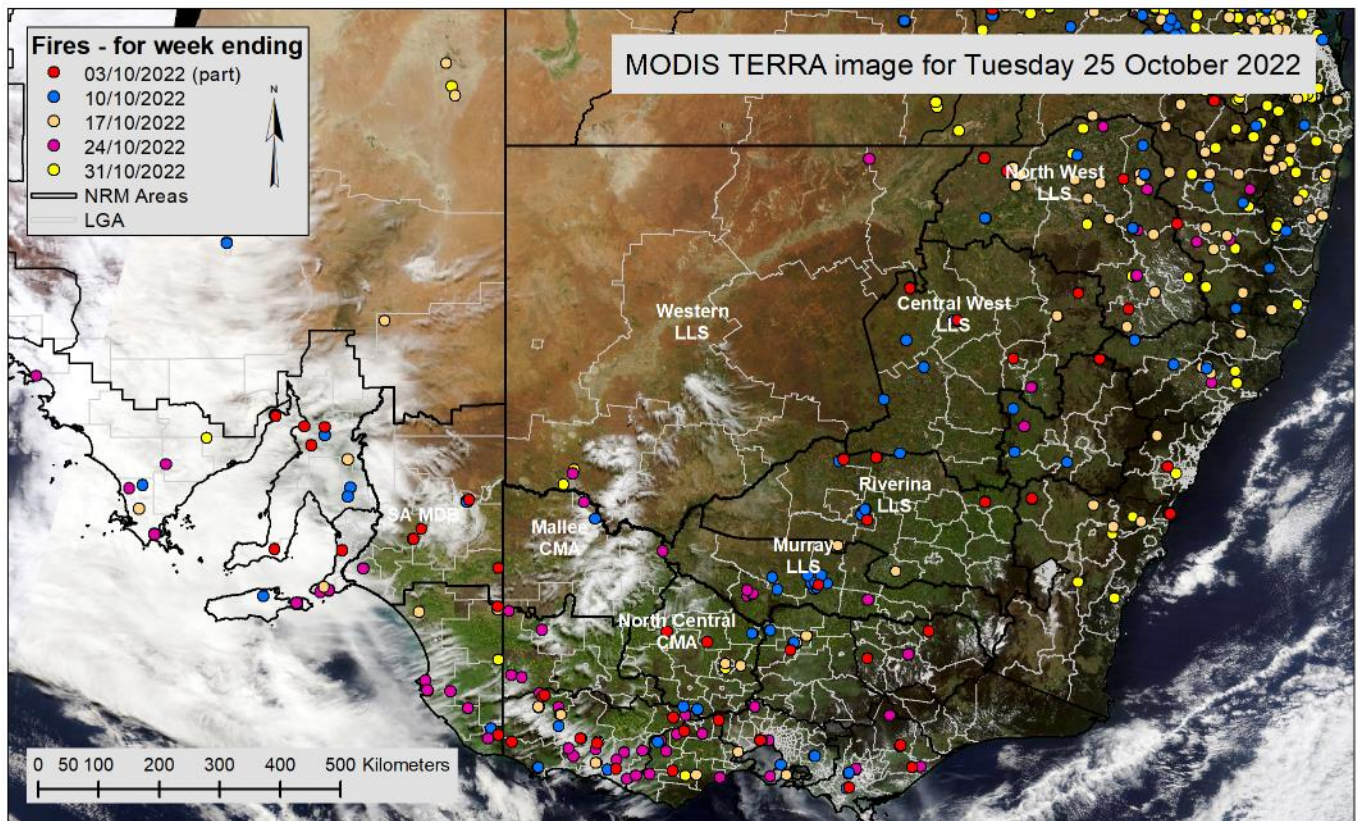 Fires - for week ending
03/10/2022 (part)
10/10/2022
17/10/2022
24/10/2022
31/10/2022
NRM Areas
LGA
N
MODIS TERRA image for Tuesday 25 October 2022
North West
LLS
Western
LLS
Central West
LLS
Riverina
LLS
SA MDB
Mallee
CMA
Murray
LLS
North Central
CMA
0 50 100 200 300 400 500 Kilometers